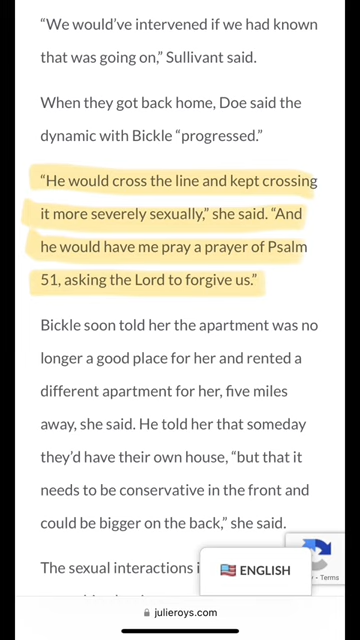 “We would’ve intervened if we had known
that was going on,” Sullivant said.
When they got back home, Doe said the
dynamic with Bickle “progressed.”
“He would cross the line and kept crossing
it more severely sexually,” she said. “And
he would have me pray a prayer of Psalm
51, asking the Lord to forgive us.”
Bickle soon told her the apartment was no
longer a good place for her and rented a
different apartment for her, five miles
away, she said. He told her that someday
they’d have their own house, “but that it
needs to be conservative in the front and
could be bigger on the back,” she said.
The sexual interactions
🇺🇸 ENGLISH
- Terms
julieroys.com